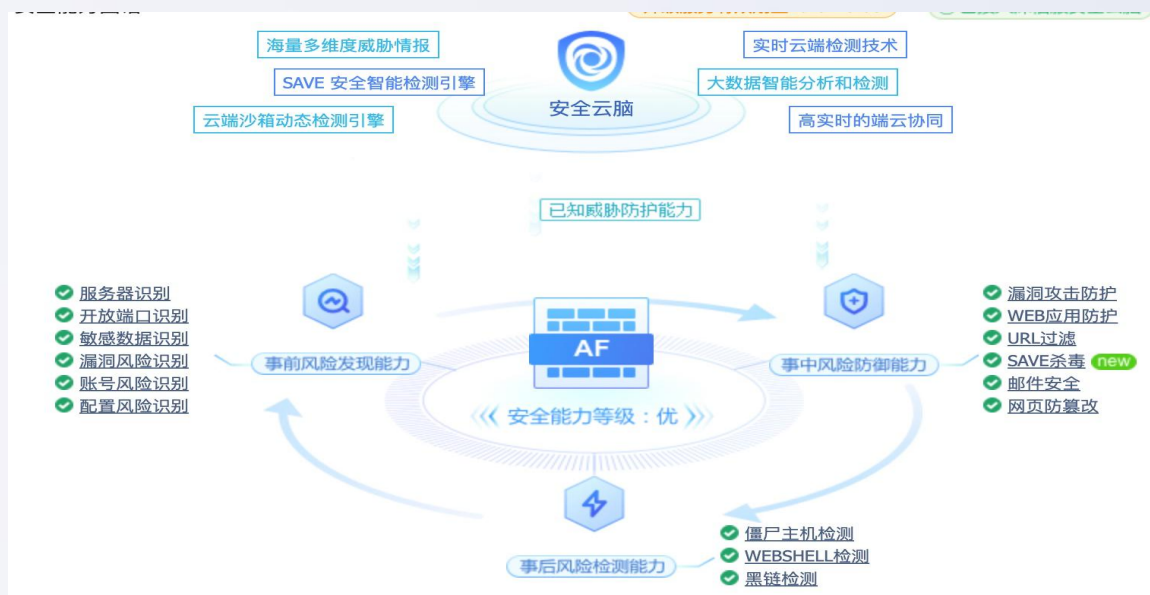 海量多维度威胁情报
实时云端检测技术
SAVE 安全智能检测引擎
大数据智能分析和检测
安全云脑
云端沙箱动态检测引擎
高实时的端云协同
已知威胁防护能力
服务器识别
开放端口识别
敏感数据识别
漏洞风险识别
账号风险识别
配置风险识别
事前风险发现能力
AF
安全能力等级：优
事中风险防御能力
漏洞攻击防护
WEB应用防护
URL过滤
SAVE杀毒 new
邮件安全
网页防篡改
事后风险检测能力
僵尸主机检测
WEBSHELL检测
黑链检测